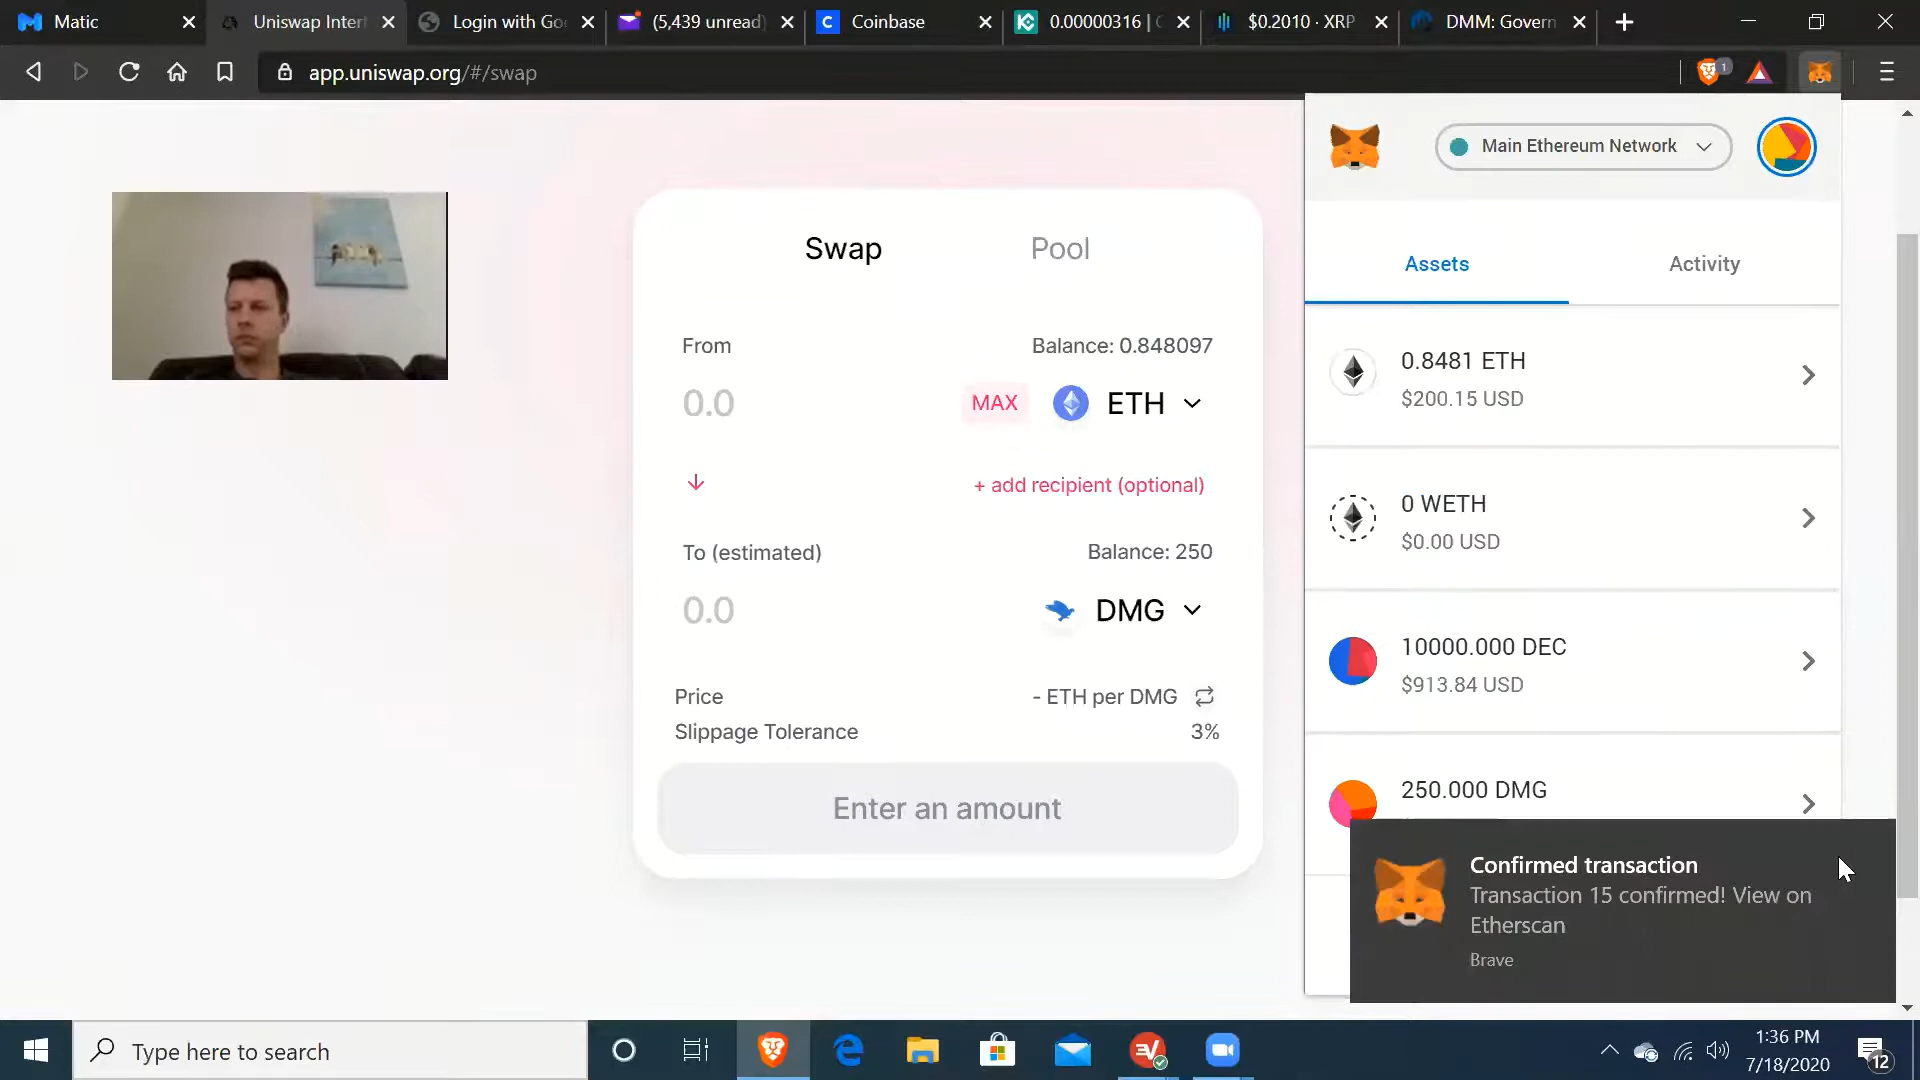 Matic
Uniswap Inter
Login with Go
(5,439 unread)
Coinbase
0.00000316 |
$0.2010 · XRP
DMM: Govern
app.uniswap.org/#/swap
1
Main Ethereum Network
Assets
Activity
0.8481 ETH
$200.15 USD
0 WETH
$0.00 USD
10000.000 DEC
$913.84 USD
250.000 DMG
Swap
Pool
From
Balance: 0.848097
0.0
MAX
ETH
+ add recipient (optional)
To (estimated)
Balance: 250
0.0
DMG
Price
- ETH per DMG
Slippage Tolerance
3%
Enter an amount
Confirmed transaction
Transaction 15 confirmed! View on
Etherscan
Brave
Type here to search
1:36 PM
7/18/2020
12